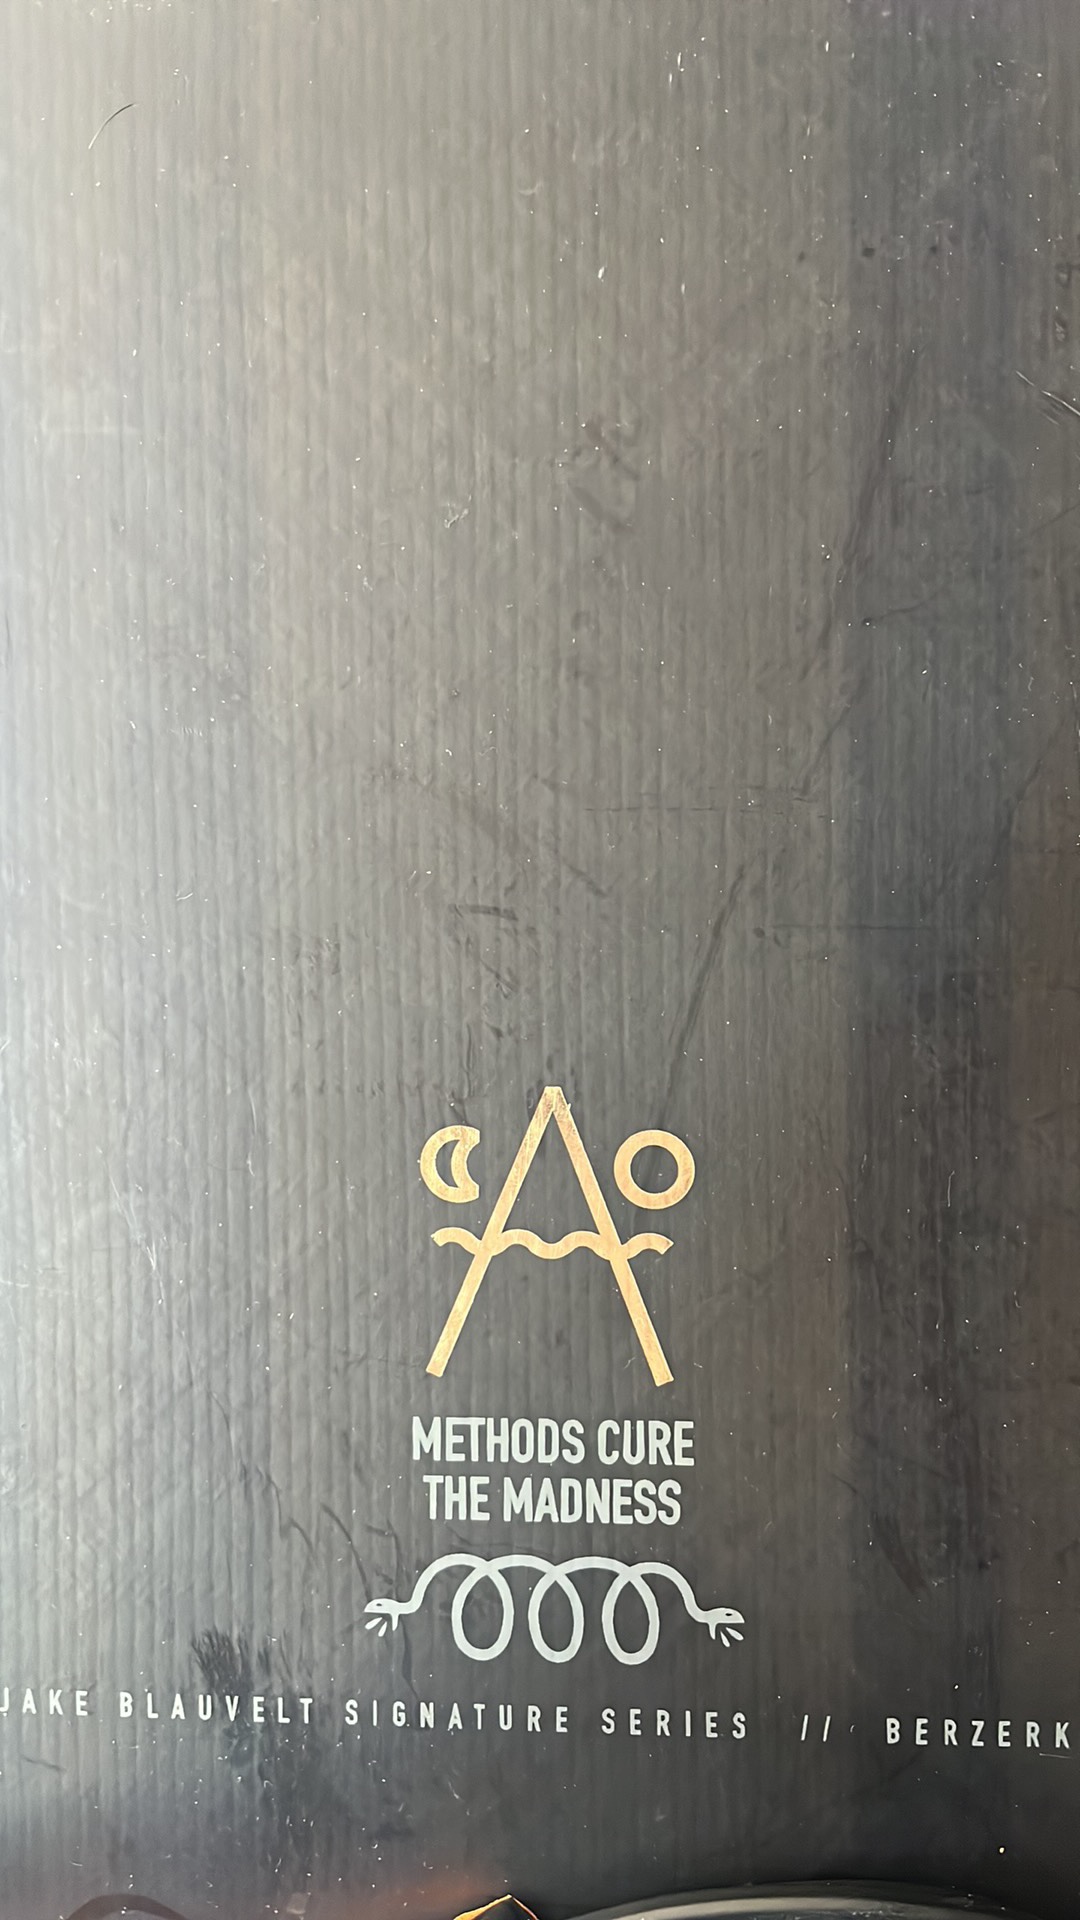 METHODS CURE
THE MADNESS
JAKE BLAUVELT SIGNATURE SERIES // BERZERK